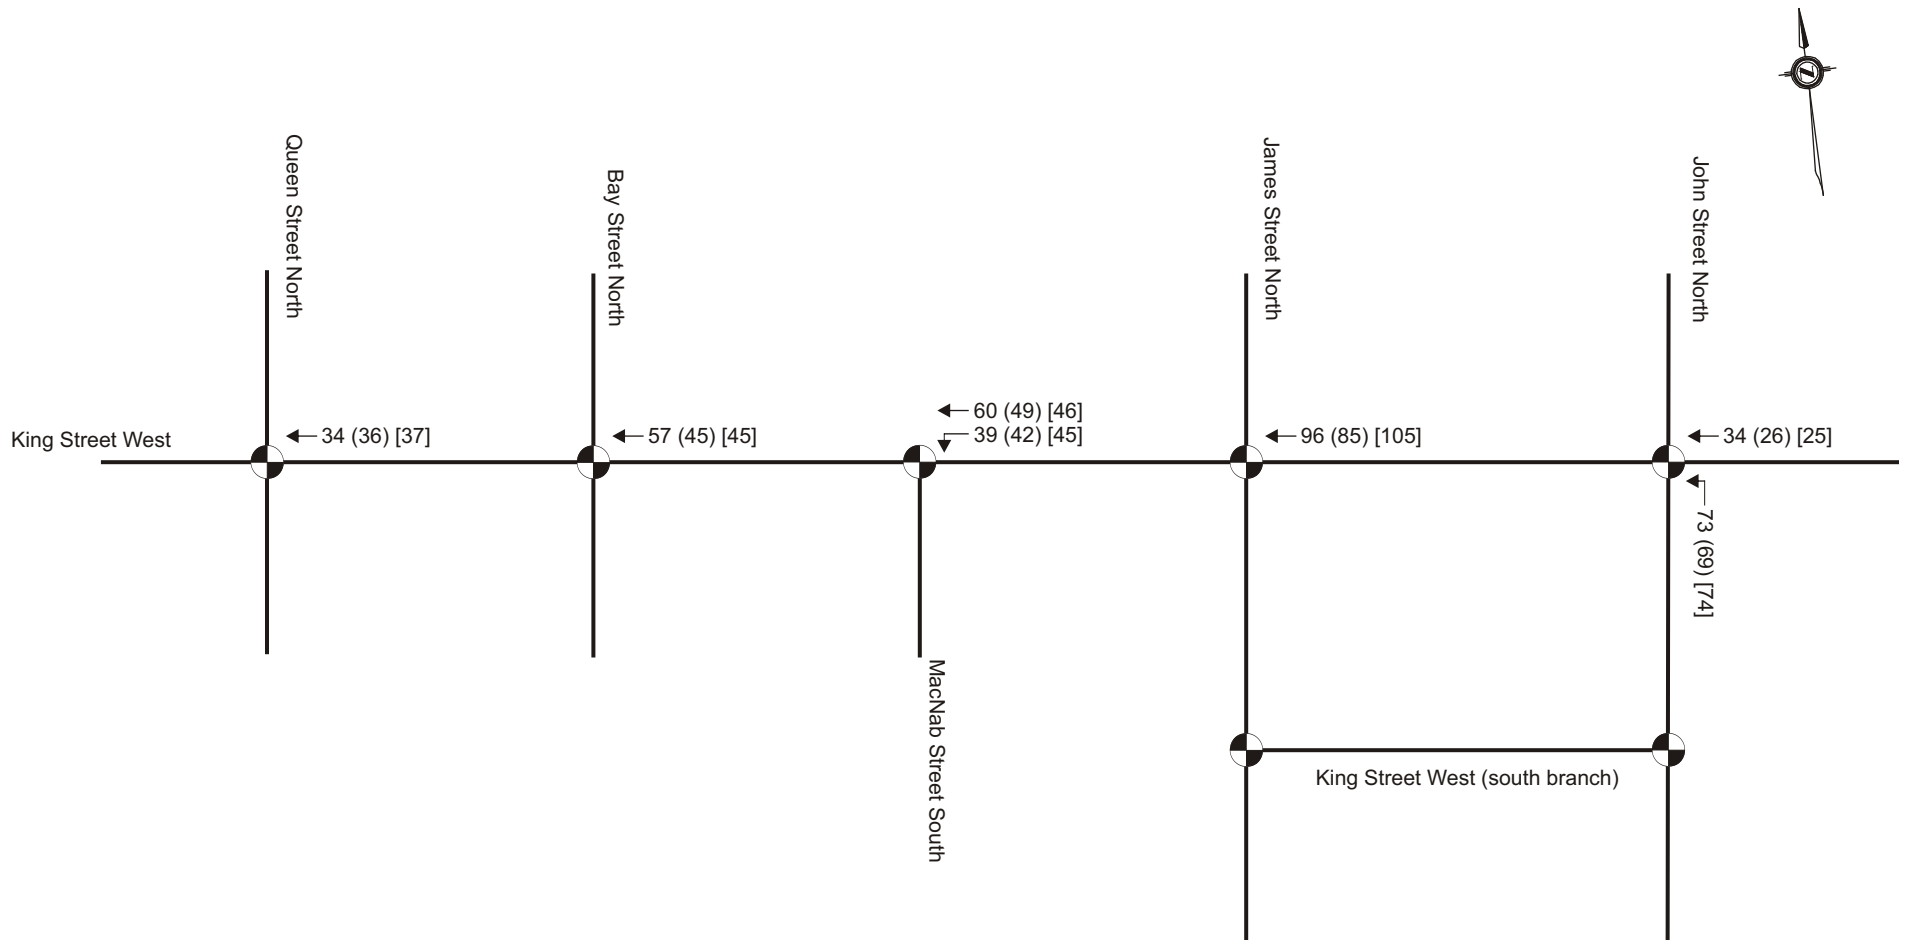 Queen Street North
Bay Street North
James Street North
John Street North
King Street West
34 (36) [37]
57 (45) [45]
60 (49) [46]
39 (42) [45]
96 (85) [105]
34 (26) [25]
73 (69) [74]
MacNab Street South
King Street West (south branch)